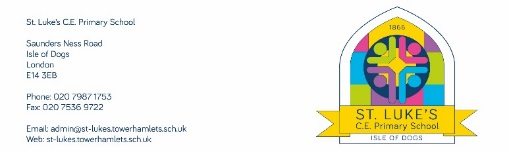 St. Luke's C.E. Primary School
Saunders Ness Road
Isle of Dogs
London
E14 3EB
Phone: 020 7987 1753
Fax: 020 7536 9722
Email: admin@st-lukes.towerhamlets.sch.uk
Web: st-lukes.towerhamlets.sch.uk
1866
ST. LUKE'S
C.E. Primary School
ISLE OF DOGS